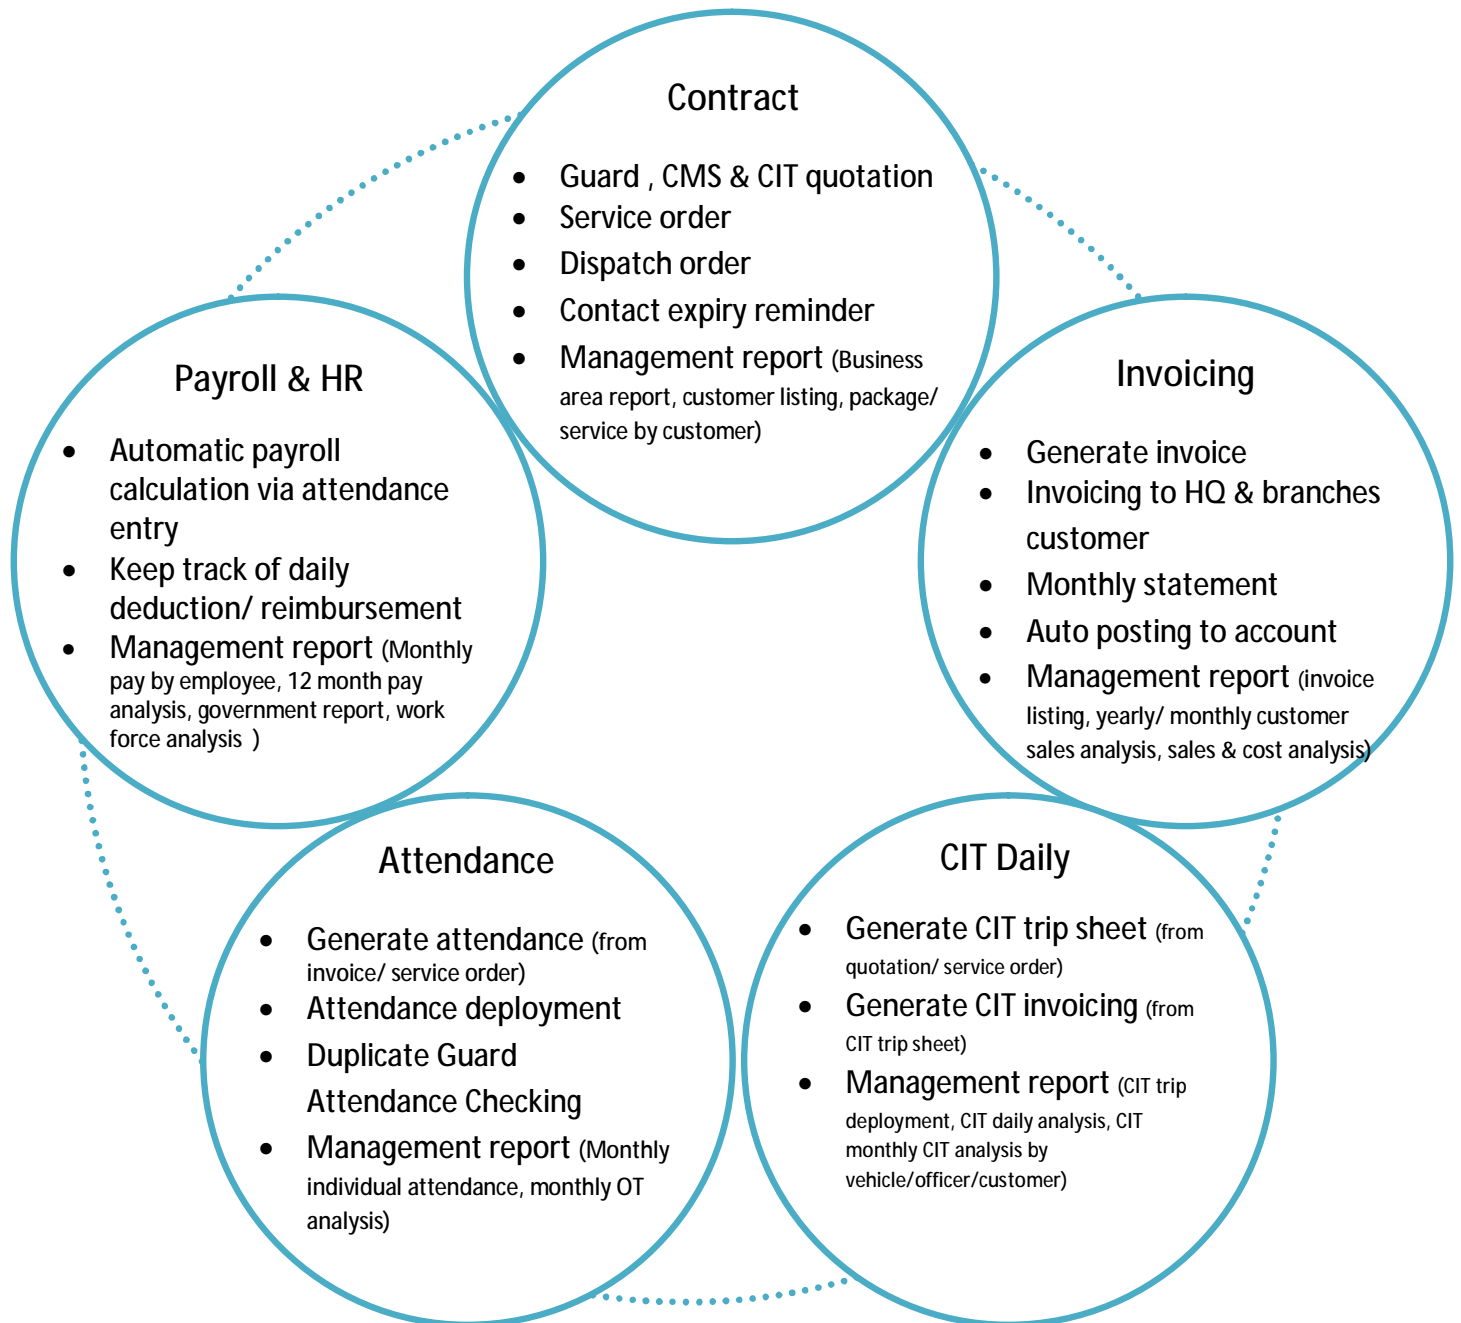 Contract
• Guard , CMS & CIT quotation
• Service order
• Dispatch order
• Contact expiry reminder
• Management report (Business
area report, customer listing, package/
service by customer)
Payroll & HR
• Automatic payroll
calculation via attendance
entry
• Keep track of daily
deduction/ reimbursement
• Management report (Monthly
pay by employee, 12 month pay
analysis, government report, work
force analysis )
Invoicing
• Generate invoice
• Invoicing to HQ & branches
customer
• Monthly statement
• Auto posting to account
• Management report (invoice
listing, yearly/ monthly customer
sales analysis, sales & cost analysis)
Attendance
• Generate attendance (from
invoice/ service order)
• Attendance deployment
• Duplicate Guard
Attendance Checking
• Management report (Monthly
individual attendance, monthly OT
analysis)
CIT Daily
• Generate CIT trip sheet (from
quotation/ service order)
• Generate CIT invoicing (from
CIT trip sheet)
• Management report (CIT trip
deployment, CIT daily analysis, CIT
monthly CIT analysis by
vehicle/officer/customer)